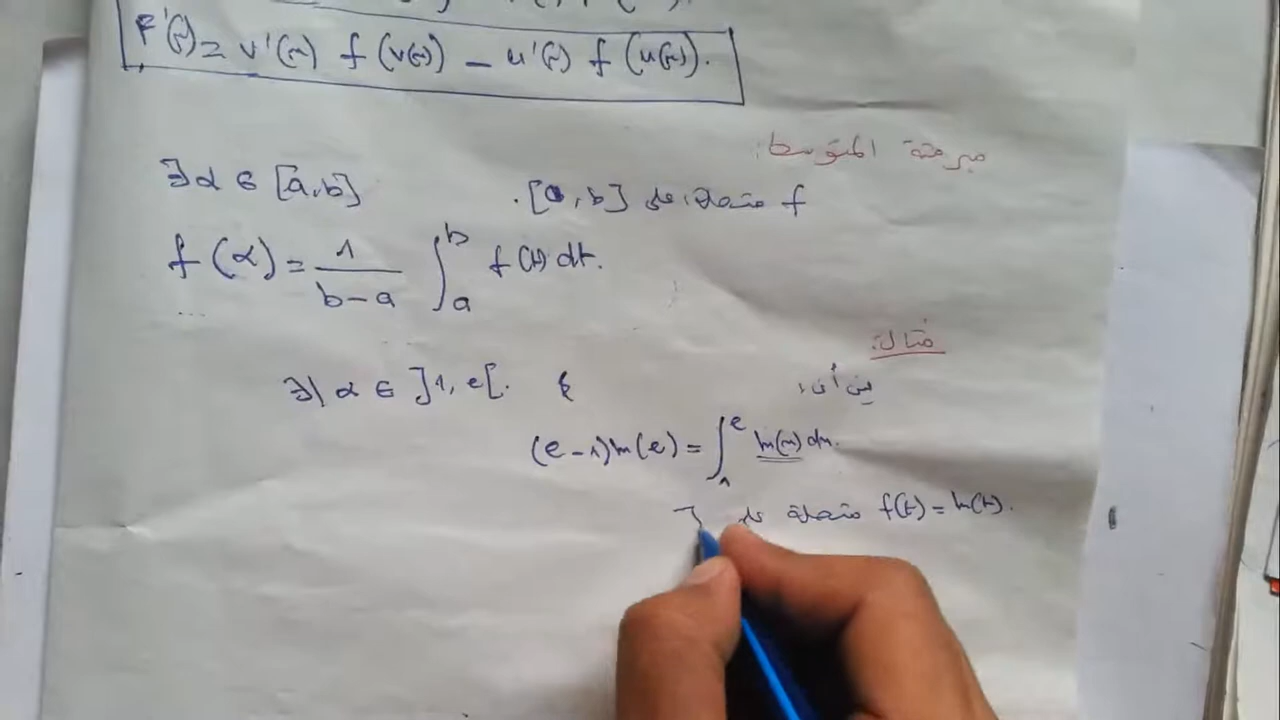 F'(x) = v'(x) f(v(x)) - u'(x) f(u(x)).
مبرهنة المتوسط:
f متصلة على [a,b].
∃α ∈ [a,b]
f(α) = 1/(b-a) ∫_a^b f(t) dt.
مثال:
بين أن:
∃! α ∈ ]1, e[.
(e-1)ln(e) = ∫_1^e ln(x) dx.
f(t) = ln(t). متصلة على